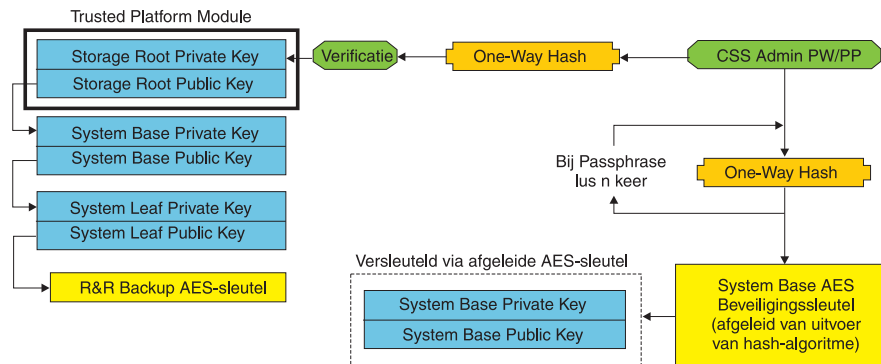 Trusted Platform Module
Storage Root Private Key
Storage Root Public Key
Verificatie
One-Way Hash
CSS Admin PW/PP
System Base Private Key
System Base Public Key
Bij Passphrase
lus n keer
One-Way Hash
System Leaf Private Key
System Leaf Public Key
R&R Backup AES-sleutel
Versleuteld via afgeleide AES-sleutel
System Base Private Key
System Base Public Key
System Base AES
Beveiligingssleutel
(afgeleid van uitvoer
van hash-algoritme)